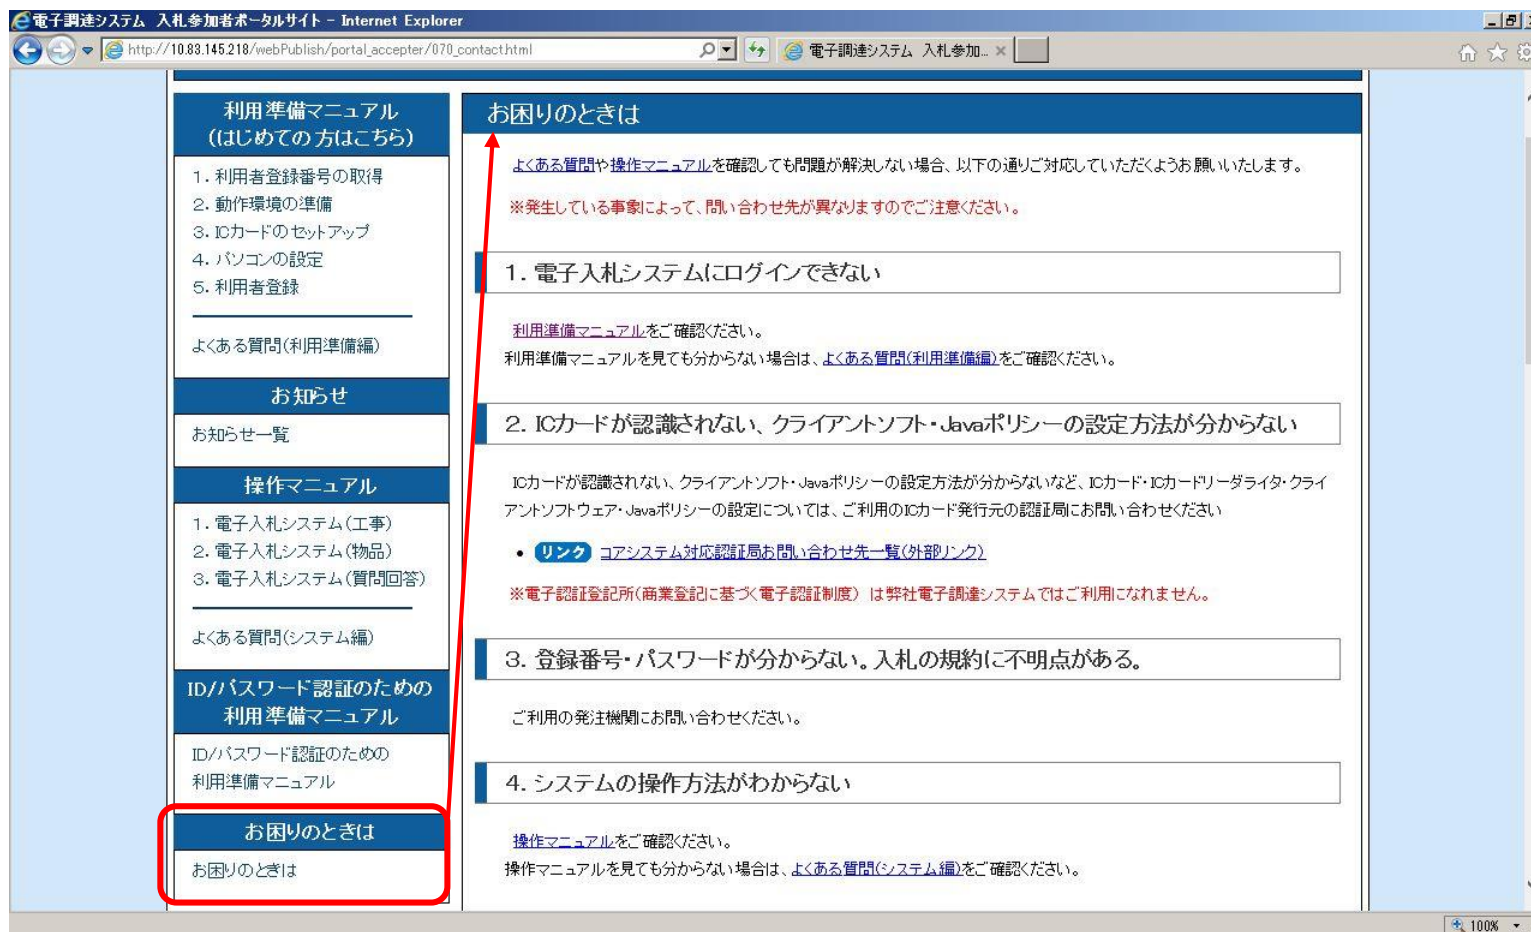 電子調達システム 入札参加者ポータルサイト - Internet Explorer
http://10.83.145.218/webPublish/portal_accepter/070_contact.html
電子調達システム 入札参加...
利用準備マニュアル
(はじめての方はこちら)
1. 利用者登録番号の取得
2. 動作環境の準備
3. ICカードのセットアップ
4. パソコンの設定
5. 利用者登録
よくある質問(利用準備編)
お知らせ
お知らせ一覧
操作マニュアル
1. 電子入札システム(工事)
2. 電子入札システム(物品)
3. 電子入札システム(質問回答)
よくある質問(システム編)
ID/パスワード認証のための
利用準備マニュアル
ID/パスワード認証のための
利用準備マニュアル
お困りのときは
お困りのときは
お困りのときは
よくある質問や操作マニュアルを確認しても問題が解決しない場合、以下の通りご対応していただくようお願いいたします。
※発生している事象によって、問い合わせ先が異なりますのでご注意ください。
1. 電子入札システムにログインできない
利用準備マニュアルをご確認ください。
利用準備マニュアルを見ても分からない場合は、よくある質問(利用準備編)をご確認ください。
2. ICカードが認識されない、クライアントソフト・Javaポリシーの設定方法が分からない
ICカードが認識されない、クライアントソフト・Javaポリシーの設定方法が分からないなど、ICカード・ICカードリーダライタ・クライ
アントソフトウェア・Javaポリシーの設定については、ご利用のICカード発行元の認証局にお問い合わせください
• リンク コアシステム対応認証局お問い合わせ先一覧(外部リンク)
※電子認証登記所(商業登記に基づく電子認証制度) は弊社電子調達システムではご利用になれません。
3. 登録番号・パスワードが分からない。入札の規約に不明点がある。
ご利用の発注機関にお問い合わせください。
4. システムの操作方法がわからない
操作マニュアルをご確認ください。
操作マニュアルを見ても分からない場合は、よくある質問(システム編)をご確認ください。
100%